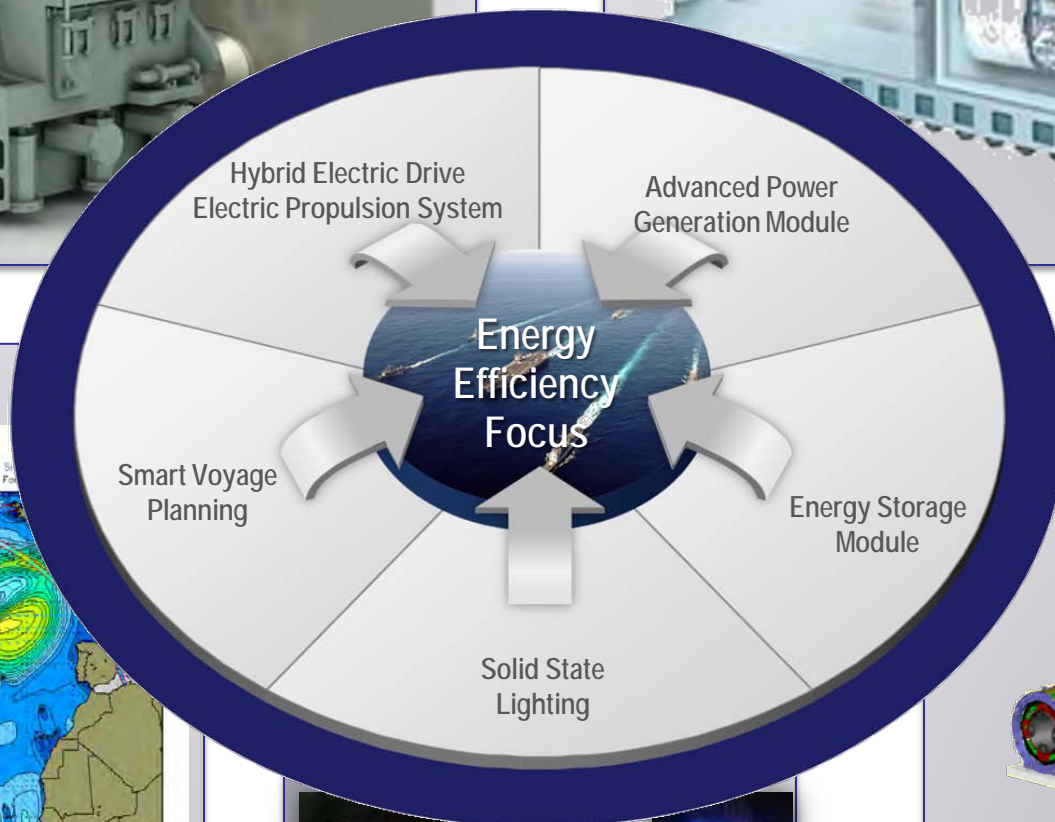 Hybrid Electric Drive
Electric Propulsion System
Advanced Power
Generation Module
Energy
Efficiency
Focus
Smart Voyage
Planning
Energy Storage
Module
Solid State
Lighting